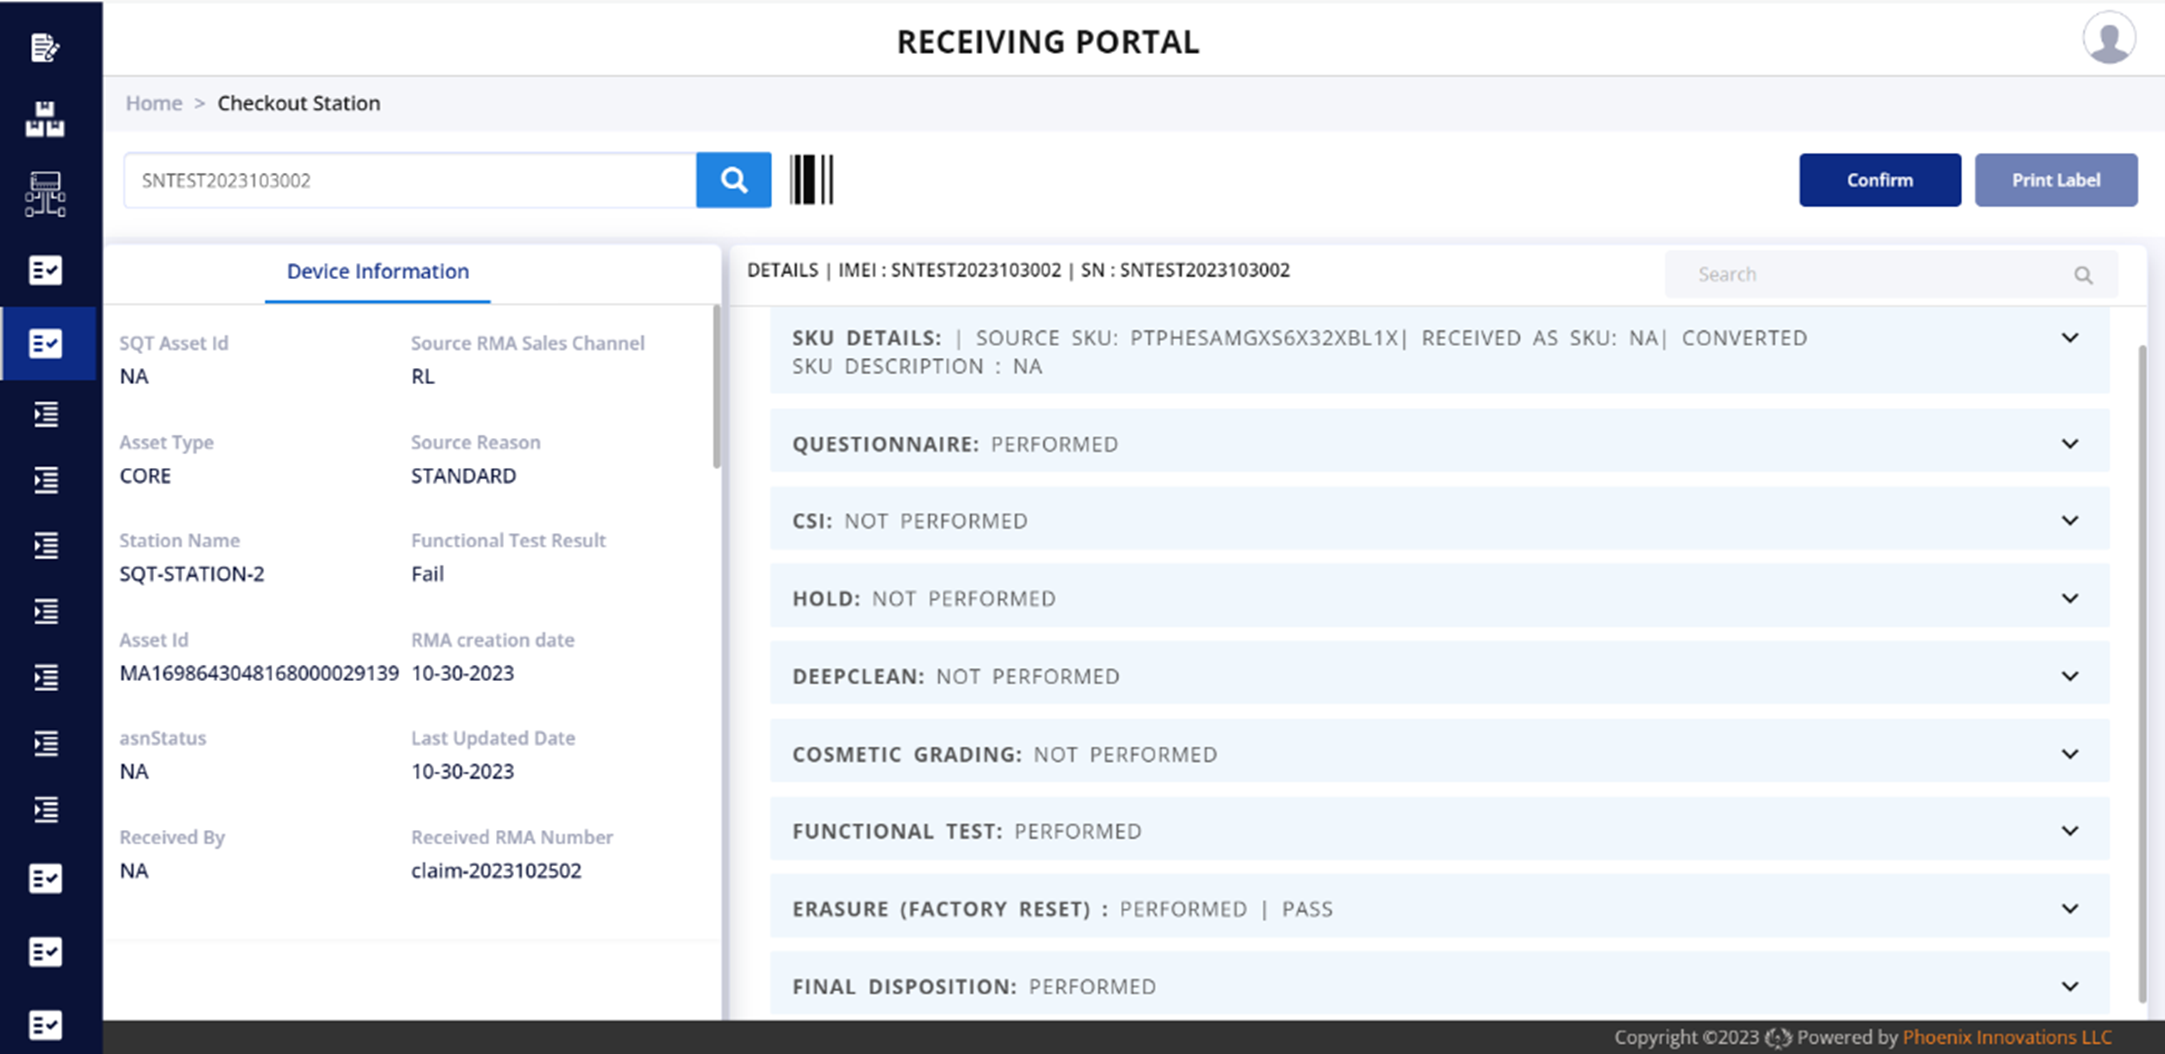 RECEIVING PORTAL
Home > Checkout Station
SNTEST2023103002
Confirm
Print Label
Device Information
SQT Asset Id
NA
Source RMA Sales Channel
RL
Asset Type
CORE
Source Reason
STANDARD
Station Name
SQT-STATION-2
Functional Test Result
Fail
Asset Id
MA1698643048168000029139
RMA creation date
10-30-2023
asnStatus
NA
Last Updated Date
10-30-2023
Received By
NA
Received RMA Number
claim-2023102502
DETAILS | IMEI : SNTEST2023103002 | SN : SNTEST2023103002
Search
SKU DETAILS: | SOURCE SKU: PTPHESAMGXS6X32XBL1X| RECEIVED AS SKU: NA| CONVERTED
SKU DESCRIPTION : NA
QUESTIONNAIRE: PERFORMED
CSI: NOT PERFORMED
HOLD: NOT PERFORMED
DEEPCLEAN: NOT PERFORMED
COSMETIC GRADING: NOT PERFORMED
FUNCTIONAL TEST: PERFORMED
ERASURE (FACTORY RESET) : PERFORMED | PASS
FINAL DISPOSITION: PERFORMED
Copyright ©2023 Powered by Phoenix Innovations LLC